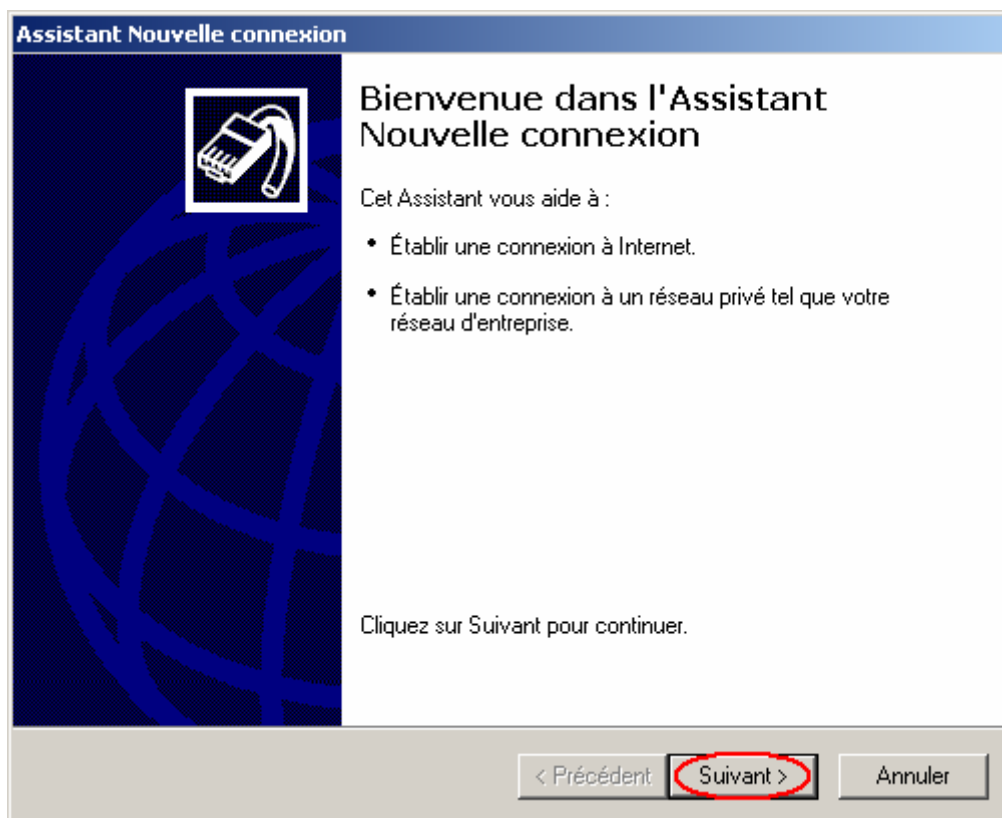 Assistant Nouvelle connexion
Bienvenue dans l'Assistant
Nouvelle connexion
Cet Assistant vous aide à :
• Établir une connexion à Internet.
• Établir une connexion à un réseau privé tel que votre
réseau d'entreprise.
Cliquez sur Suivant pour continuer.
< Précédent Suivant > Annuler